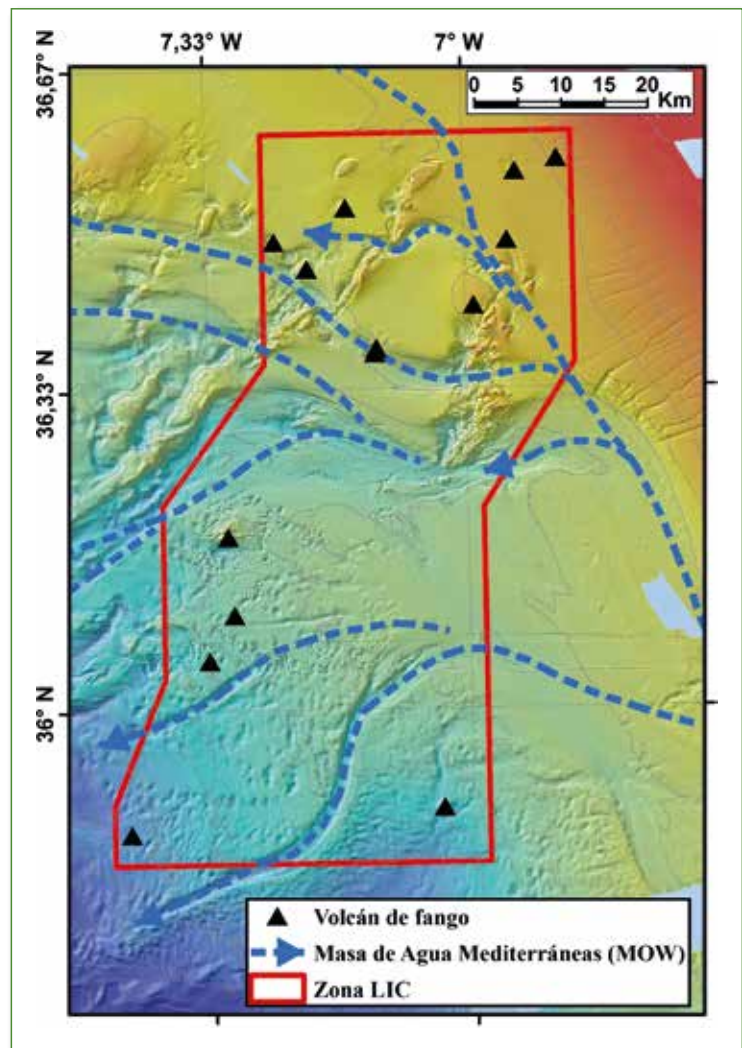 7,33° W 7° W
36,67° N
0 5 10 15 20
Km
36,33° N
36° N
Volcán de fango
Masa de Agua Mediterráneas (MOW)
Zona LIC